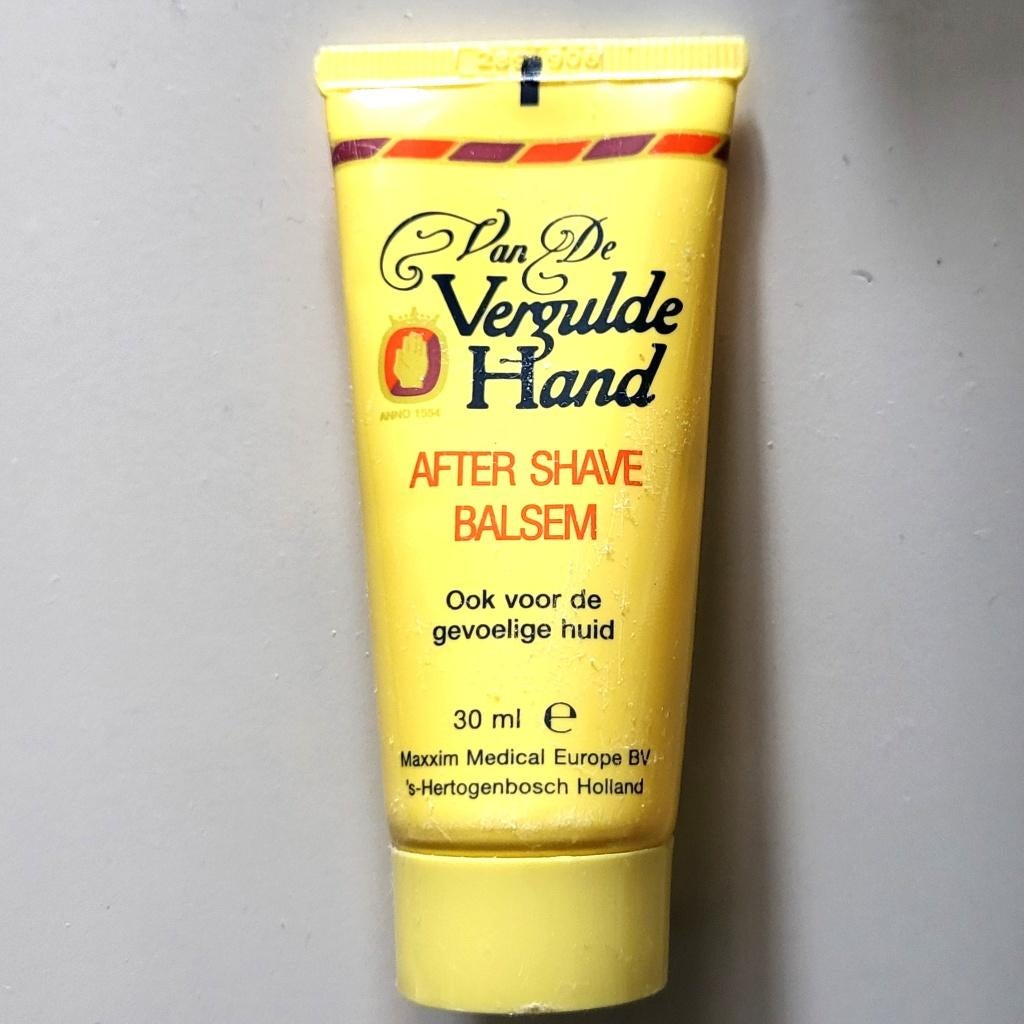 Van De
Vergulde
Hand
ANNO 1554
AFTER SHAVE
BALSEM
Ook voor de
gevoelige huid
30 ml ℮
Maxxim Medical Europe BV
's-Hertogenbosch Holland